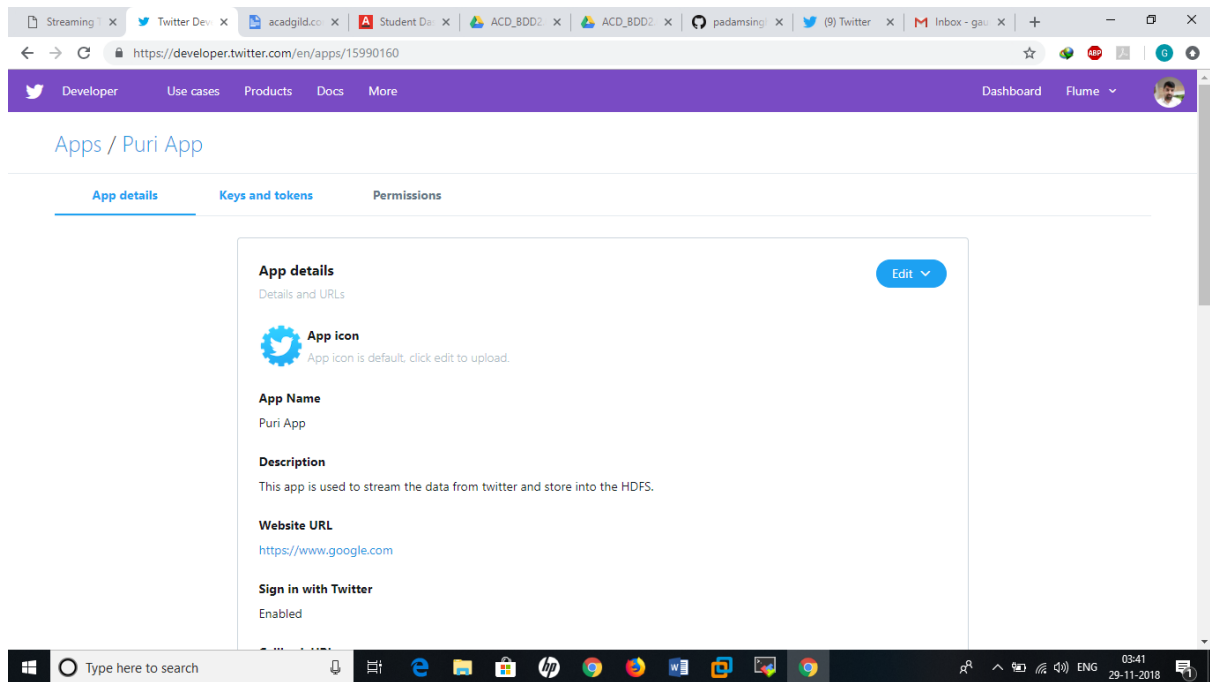 Streaming T
Twitter Dev
acadgild.co
Student Da
ACD_BDD2.
ACD_BDD2.
padamsing
(9) Twitter
Inbox - gau
https://developer.twitter.com/en/apps/15990160
ABP
G
Developer
Use cases
Products
Docs
More
Dashboard
Flume
Apps / Puri App
App details
Keys and tokens
Permissions
App details
Edit
Details and URLs
App icon
App icon is default, click edit to upload.
App Name
Puri App
Description
This app is used to stream the data from twitter and store into the HDFS.
Website URL
https://www.google.com
Sign in with Twitter
Enabled
Type here to search
hp
ENG
03:41
29-11-2018
1